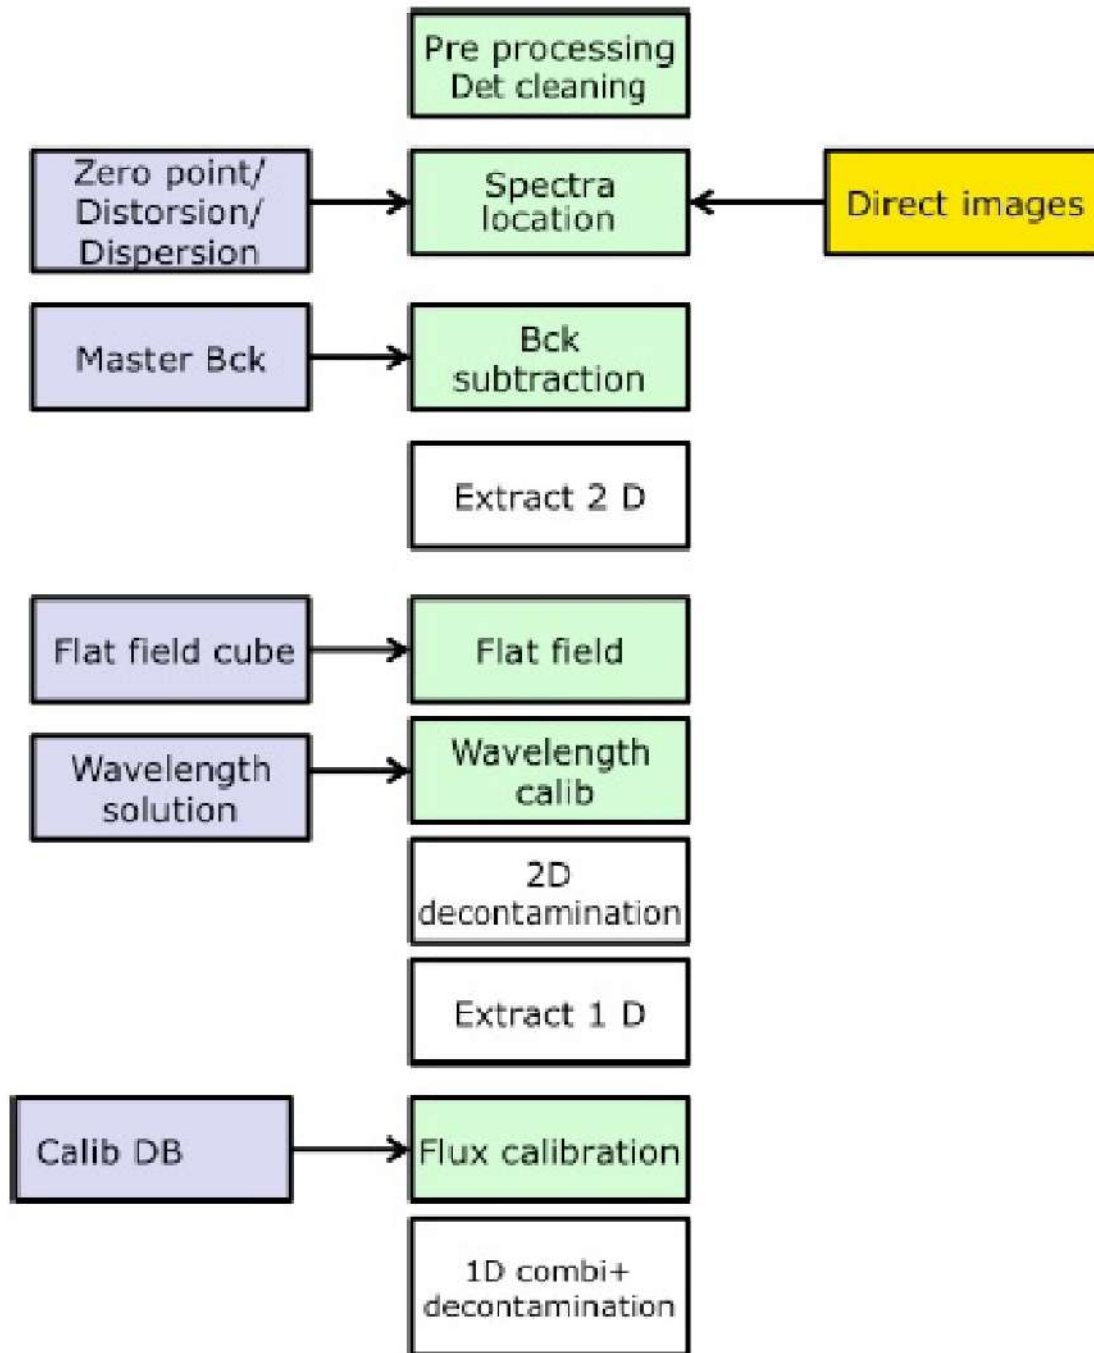 Pre processing
Det cleaning
Zero point/
Distorsion/
Dispersion
Spectra
location
Direct images
Master Bck
Bck
subtraction
Extract 2 D
Flat field cube
Flat field
Wavelength
solution
Wavelength
calib
2D
decontamination
Extract 1 D
Calib DB
Flux calibration
1D combi+
decontamination